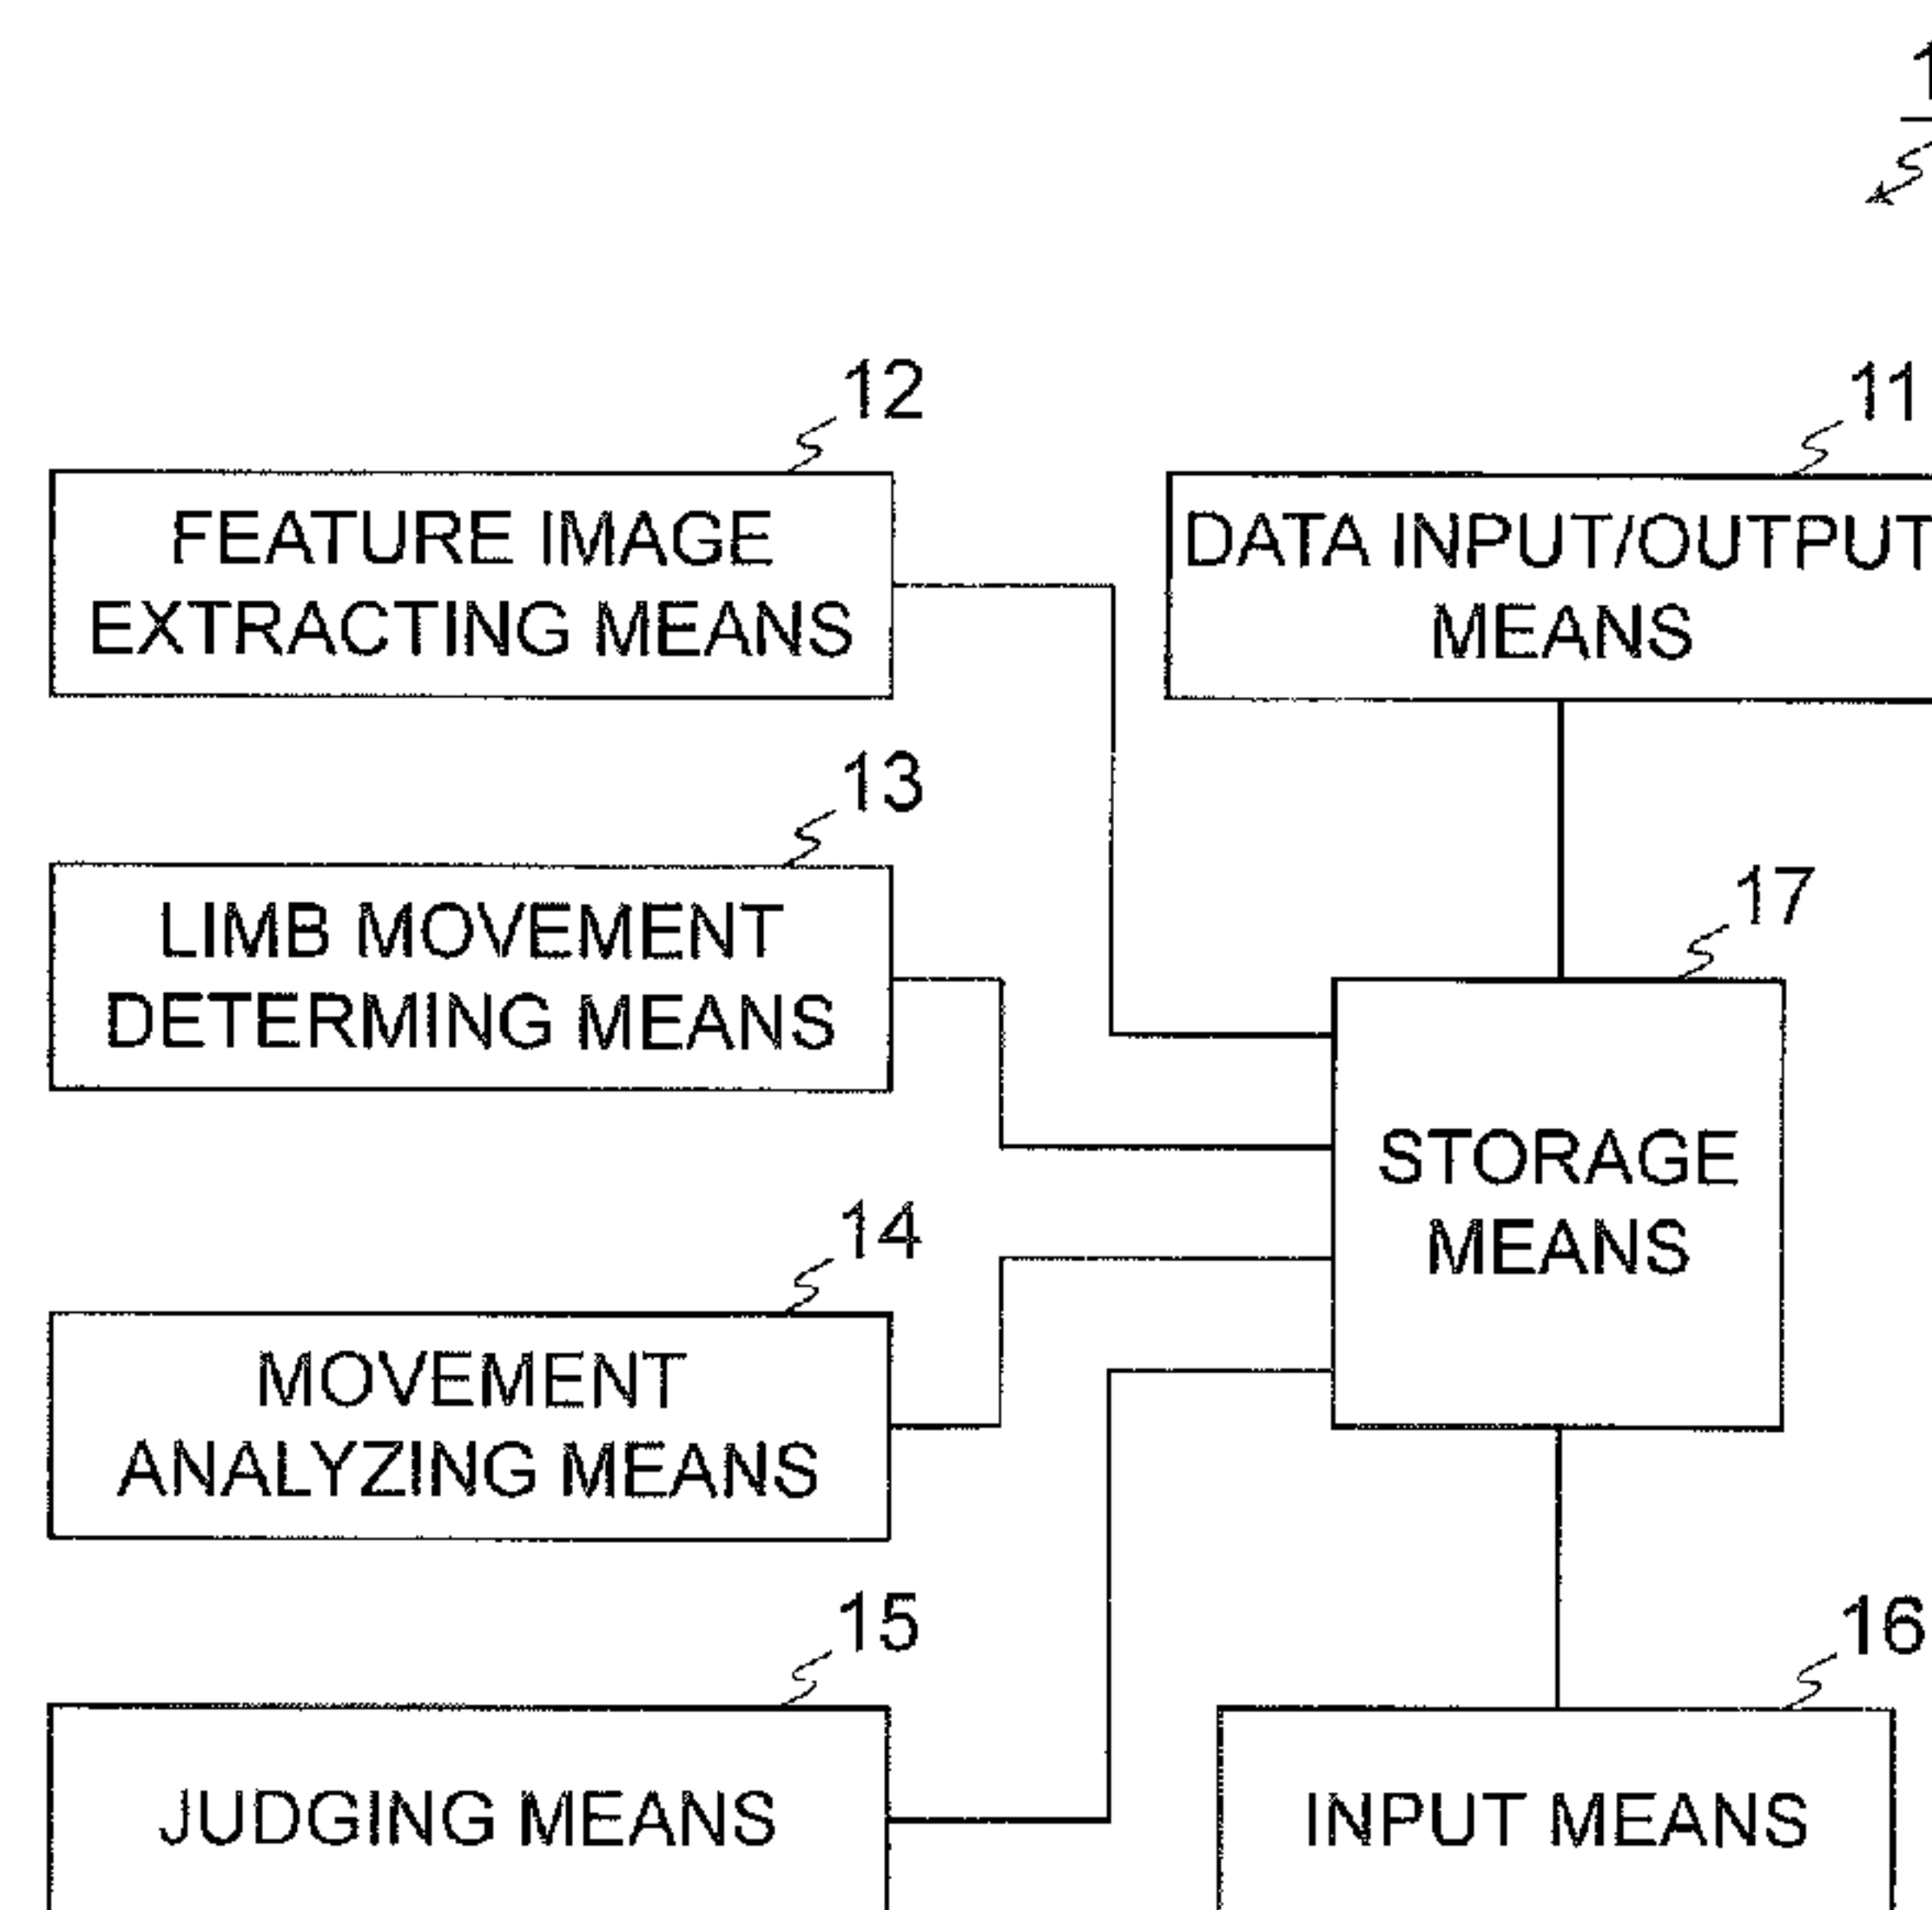 12
FEATURE IMAGE
EXTRACTING MEANS
11
DATA INPUT/OUTPUT
MEANS
13
LIMB MOVEMENT
DETERMING MEANS
17
STORAGE
MEANS
14
MOVEMENT
ANALYZING MEANS
15
JUDGING MEANS
16
INPUT MEANS